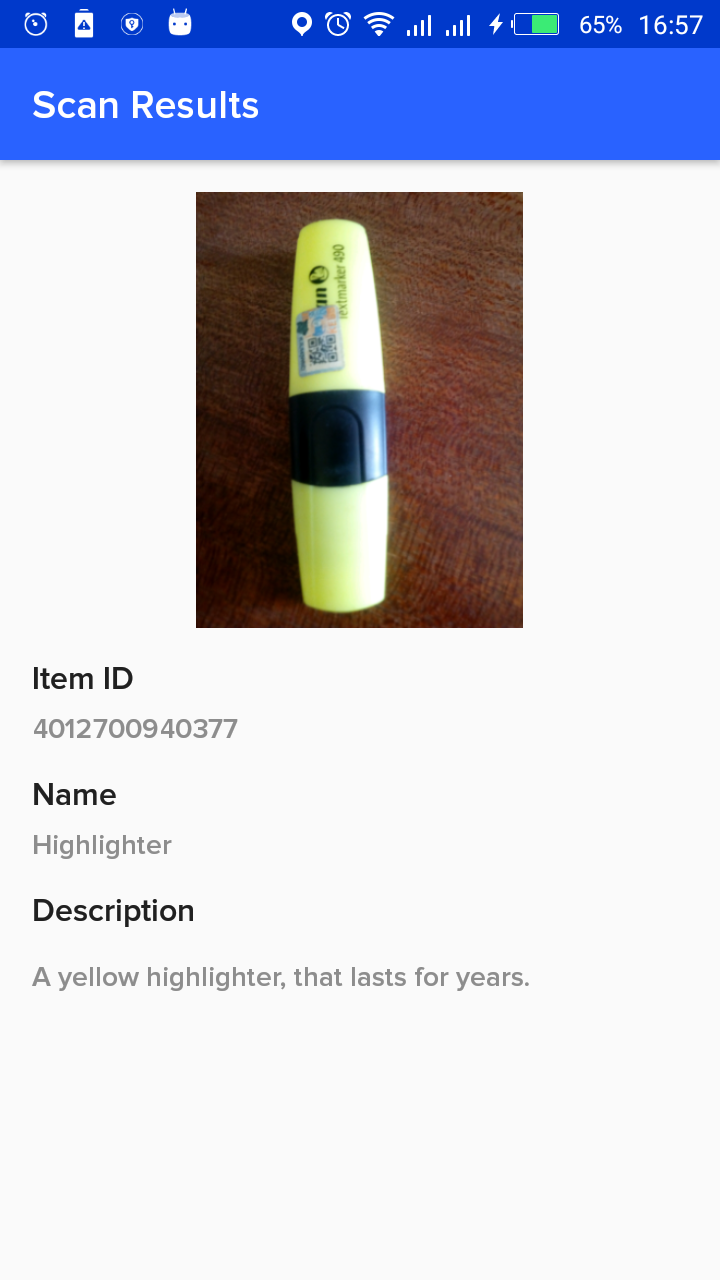 65% 16:57
Scan Results
an
Textmarker 490
Item ID
4012700940377
Name
Highlighter
Description
A yellow highlighter, that lasts for years.